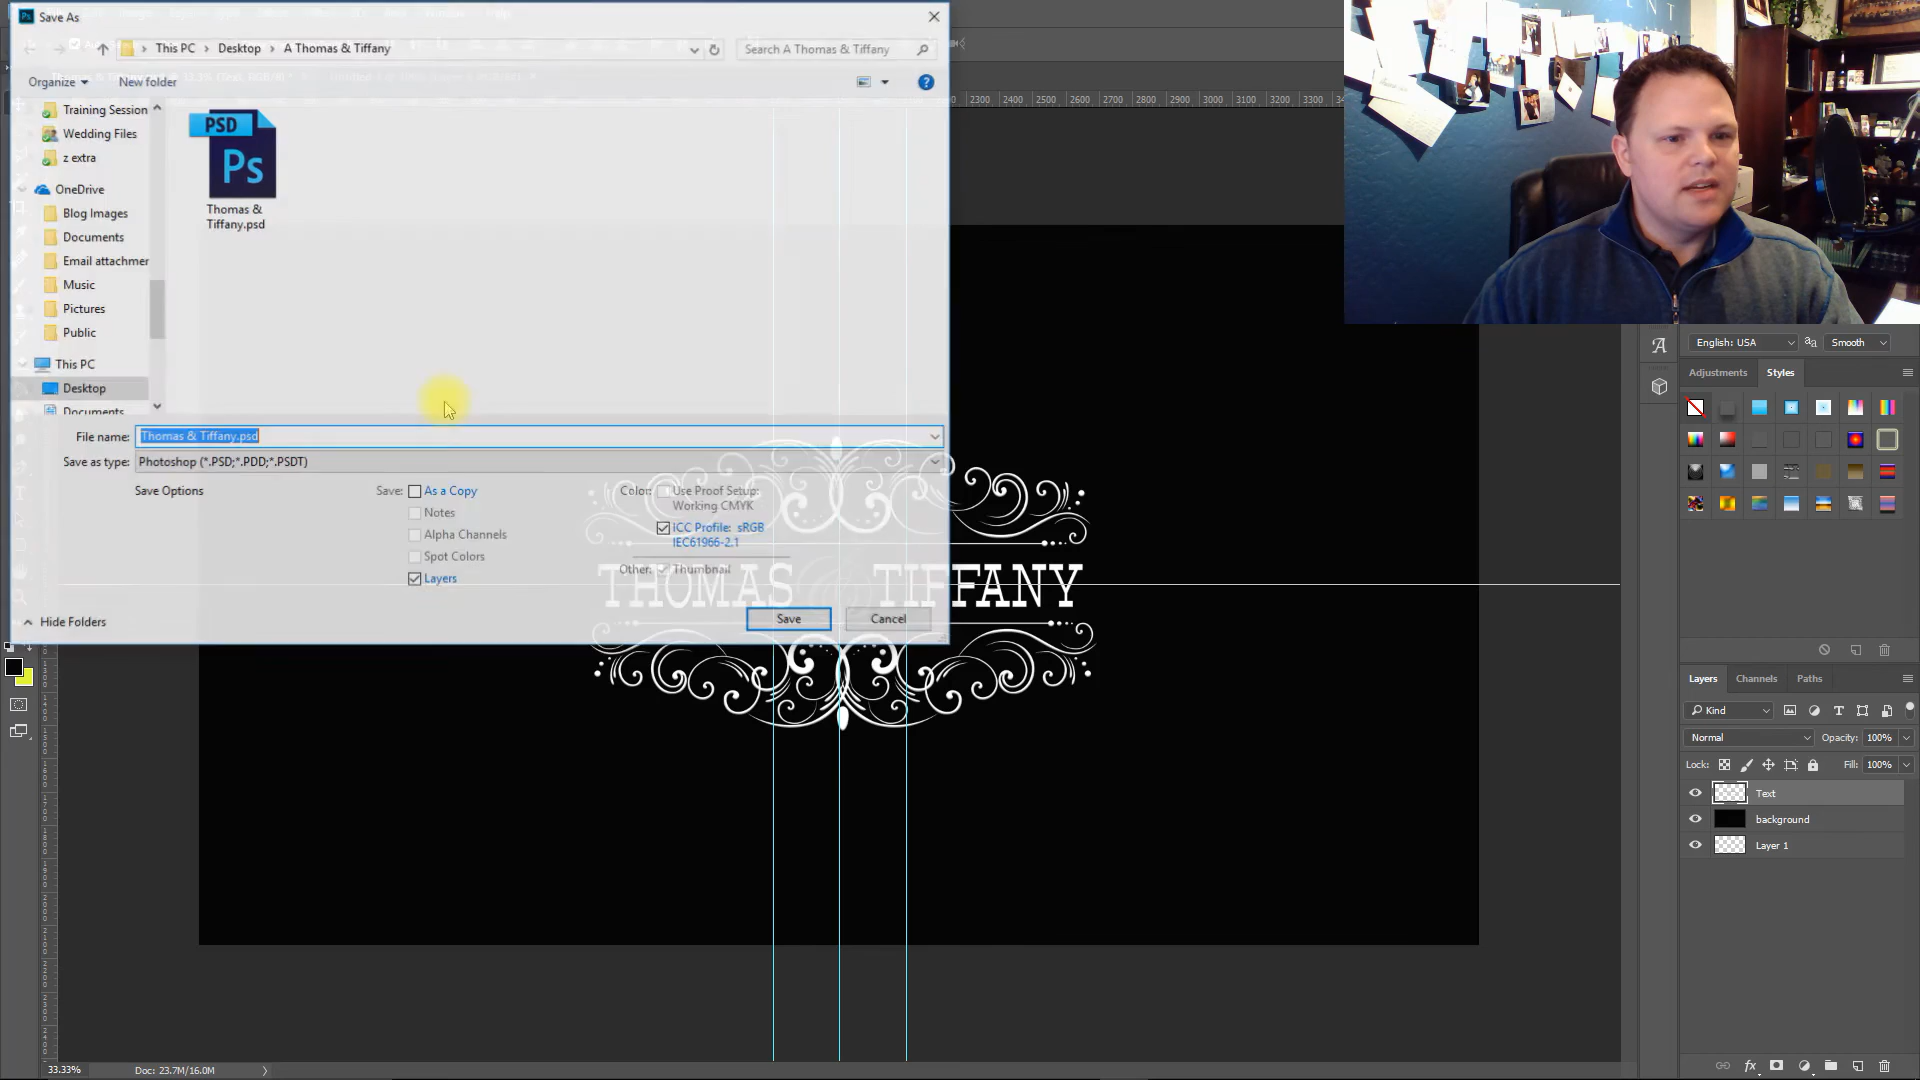 Save As
This PC > Desktop > A Thomas & Tiffany
Search A Thomas & Tiffany
Organize
New folder
Training Session
Wedding Files
z extra
OneDrive
Blog Images
Documents
Email attachmer
Music
Pictures
Public
This PC
Desktop
Documents
PSD
Ps
Thomas &
Tiffany.psd
File name: Thomas & Tiffany.psd
Save as type: Photoshop (*.PSD;*.PDD;*.PSDT)
Save Options
Save: As a Copy
Notes
Alpha Channels
Spot Colors
Layers
Color: Use Proof Setup:
Working CMYK
ICC Profile: sRGB
IEC61966-2.1
Other: Thumbnail
Hide Folders
Save
Cancel
2300 2400 2500 2600 2700 2800 2900 3000 3100 3200 3300
THOMAS TIFFANY
English: USA
aa
Smooth
Adjustments
Styles
Layers
Channels
Paths
Kind
Normal
Opacity: 100%
Lock:
Fill: 100%
Text
background
Layer 1
fx
33.33%
Doc: 23.7M/16.0M